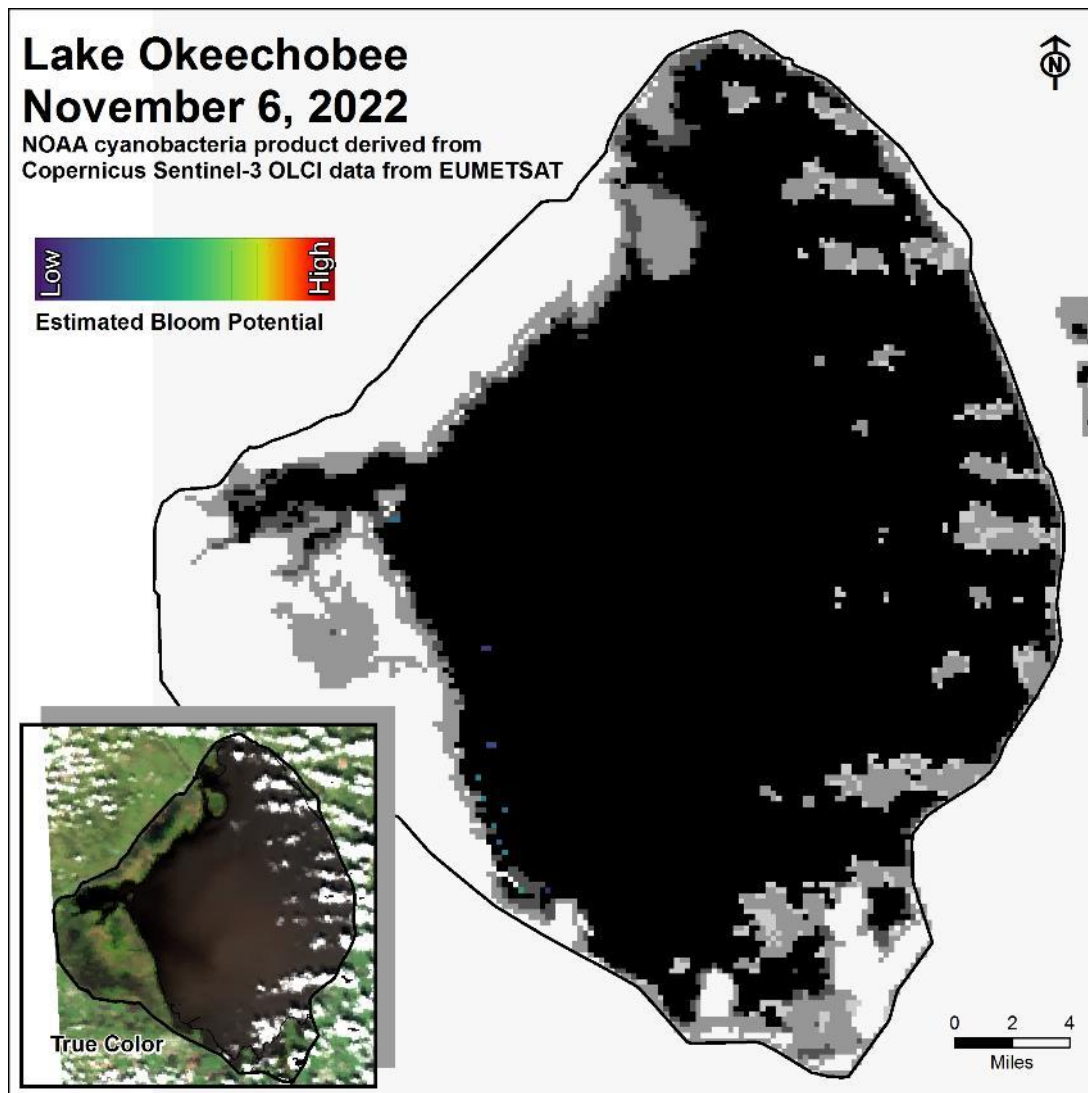 Lake Okeechobee
November 6, 2022
NOAA cyanobacteria product derived from
Copernicus Sentinel-3 OLCI data from EUMETSAT
N
Low High
Estimated Bloom Potential
True Color
0 2 4
Miles